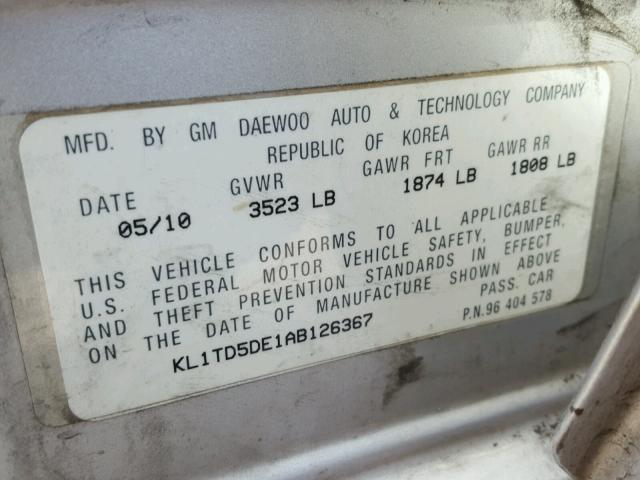 MFD. BY GM DAEWOO AUTO & TECHNOLOGY COMPANY
REPUBLIC OF KOREA
DATE GVWR GAWR FRT GAWR RR
05/10 3523 LB 1874 LB 1808 LB
THIS VEHICLE CONFORMS TO ALL APPLICABLE
U.S. FEDERAL MOTOR VEHICLE SAFETY, BUMPER,
AND THEFT PREVENTION STANDARDS IN EFFECT
ON THE DATE OF MANUFACTURE SHOWN ABOVE
KL1TD5DE1AB126367 PASS. CAR
P.N.96 404 578